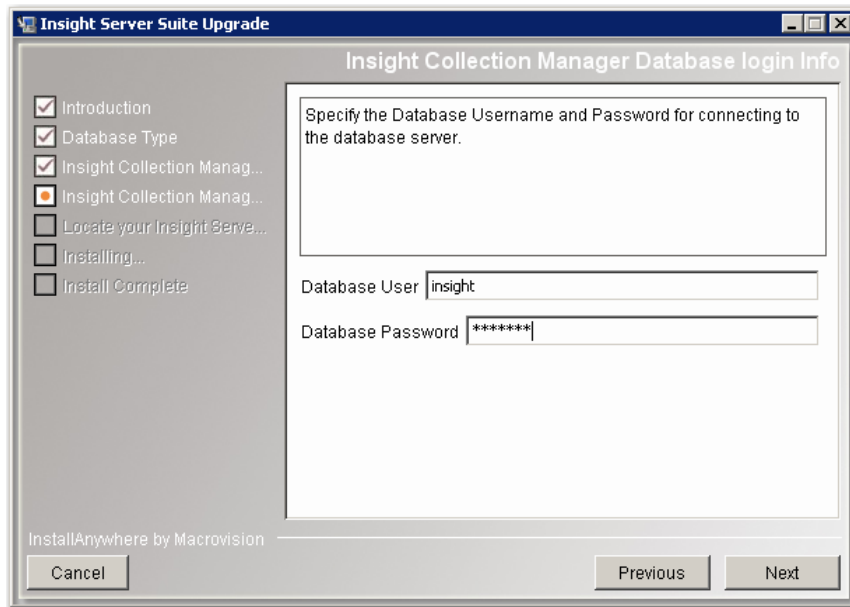 Insight Server Suite Upgrade
Insight Collection Manager Database login Info
Introduction
Database Type
Insight Collection Manag...
Insight Collection Manag...
Locate your Insight Serve...
Installing...
Install Complete
Specify the Database Username and Password for connecting to
the database server.
Database User insight
Database Password *******
InstallAnywhere by Macrovision
Cancel Previous Next